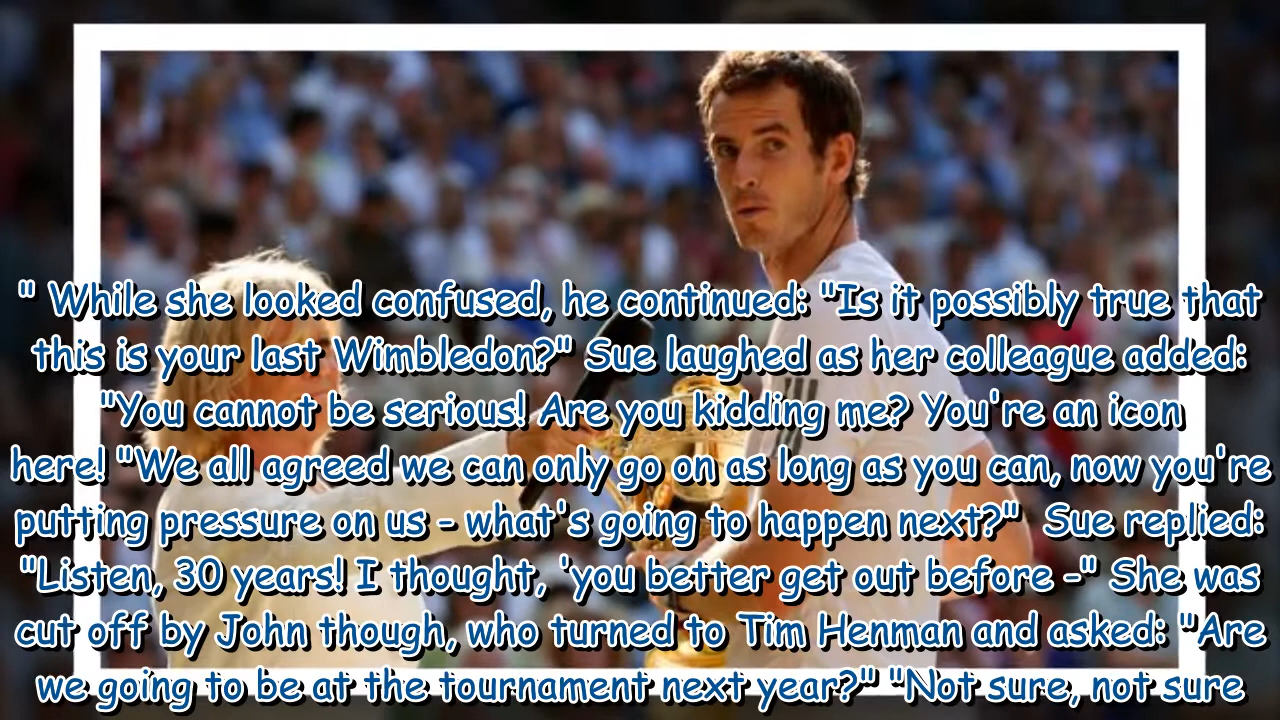 " While she looked confused, he continued: "Is it possibly true that
this is your last Wimbledon?" Sue laughed as her colleague added:
"You cannot be serious! Are you kidding me? You're an icon
here! "We all agreed we can only go on as long as you can, now you're
putting pressure on us - what's going to happen next?"  Sue replied:
"Listen, 30 years! I thought, 'you better get out before -" She was
cut off by John though, who turned to Tim Henman and asked: "Are
we going to be at the tournament next year?" "Not sure, not sure